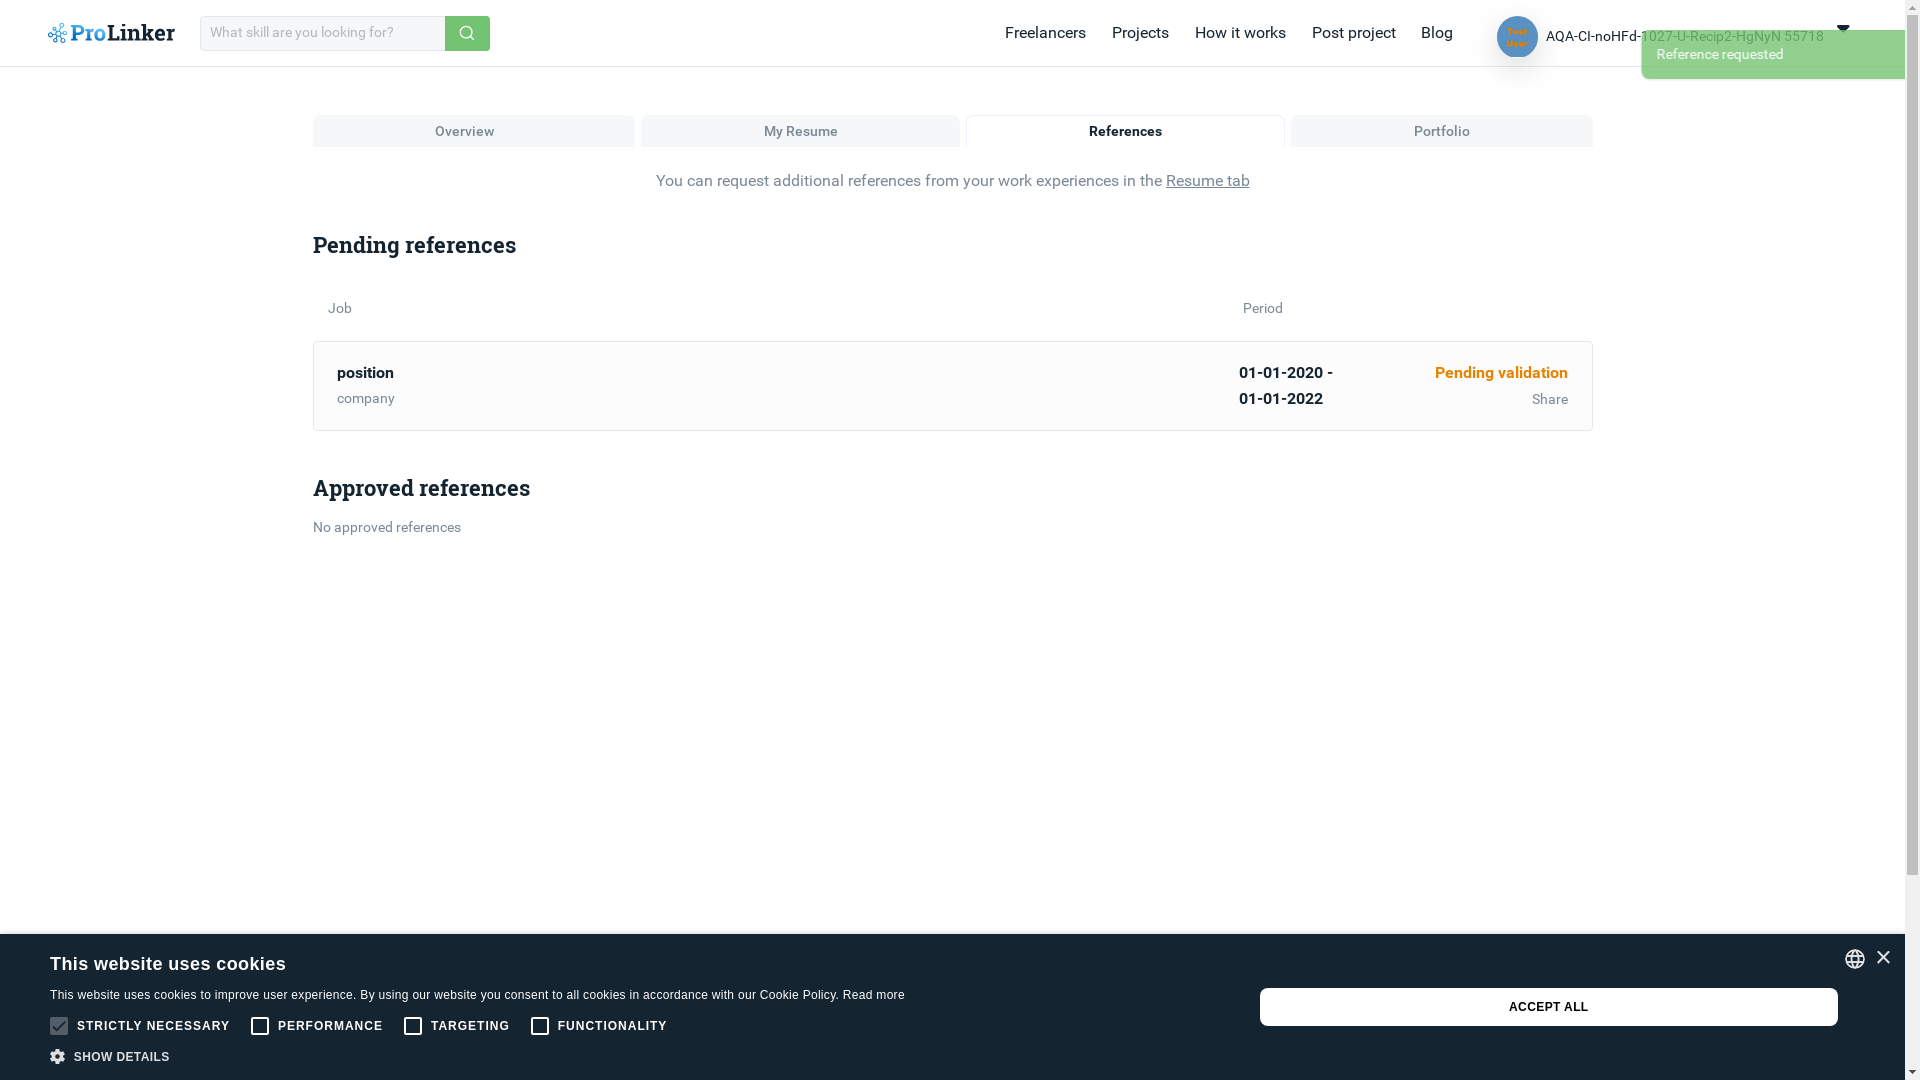 ProLinker
What skill are you looking for?
Freelancers
Projects
How it works
Post project
Blog
Test
User
AQA-CI-noHFd-1027-U-Recip2-HgNyN 55718
Reference requested
Overview
My Resume
References
Portfolio
You can request additional references from your work experiences in the Resume tab
Pending references
Job
Period
position
company
01-01-2020 -
01-01-2022
Pending validation
Share
Approved references
No approved references
This website uses cookies
This website uses cookies to improve user experience. By using our website you consent to all cookies in accordance with our Cookie Policy. Read more
STRICTLY NECESSARY
PERFORMANCE
TARGETING
FUNCTIONALITY
SHOW DETAILS
ACCEPT ALL